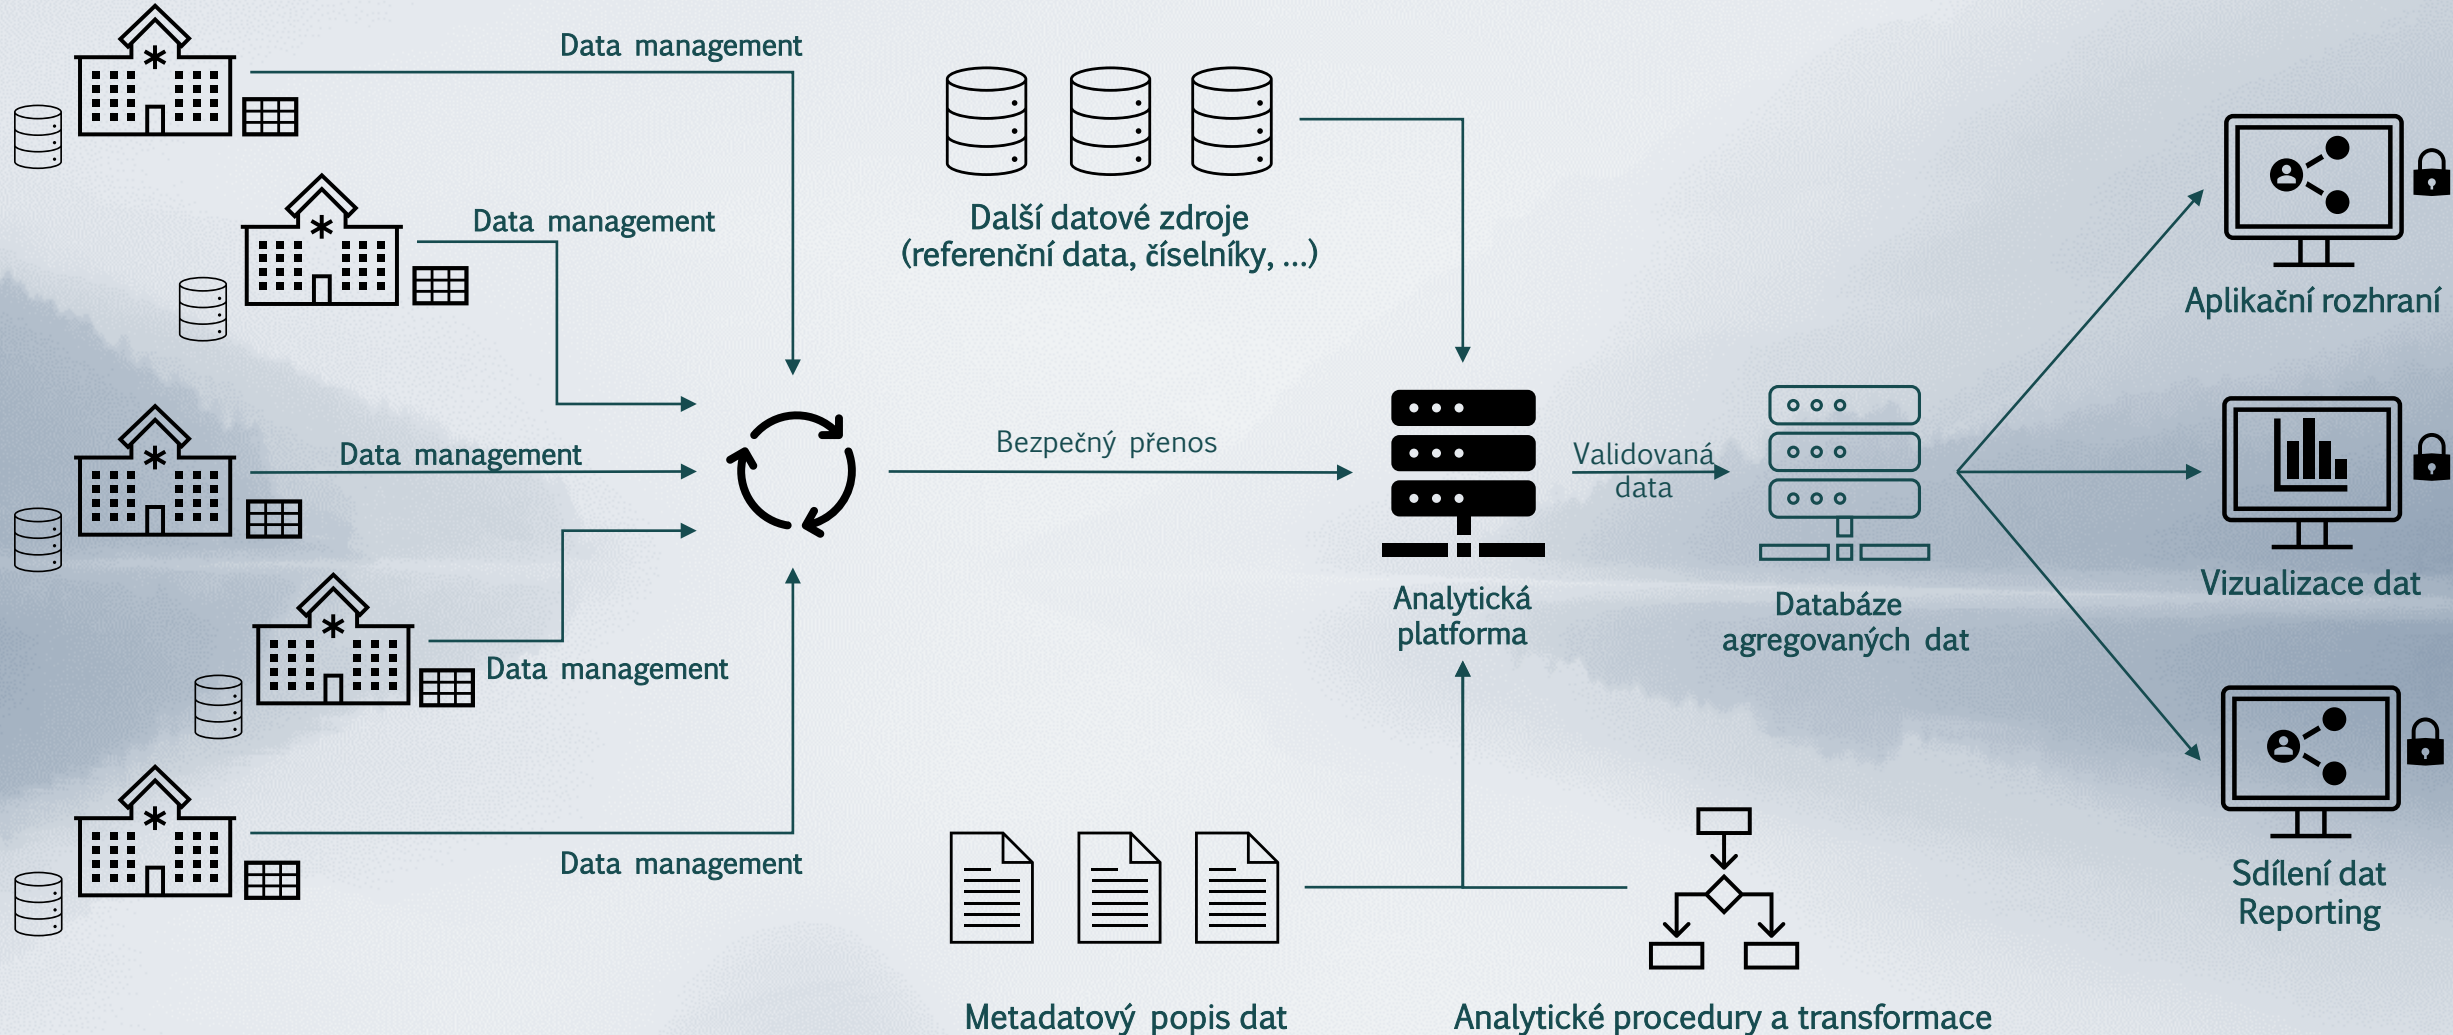 Data management
Data management
Data management
Data management
Data management
Další datové zdroje
(referenční data, číselníky, ...)
Bezpečný přenos
Analytická
platforma
Validovaná
data
Databáze
agregovaných dat
Aplikační rozhraní
Vizualizace dat
Sdílení dat
Reporting
Metadatový popis dat
Analytické procedury a transformace